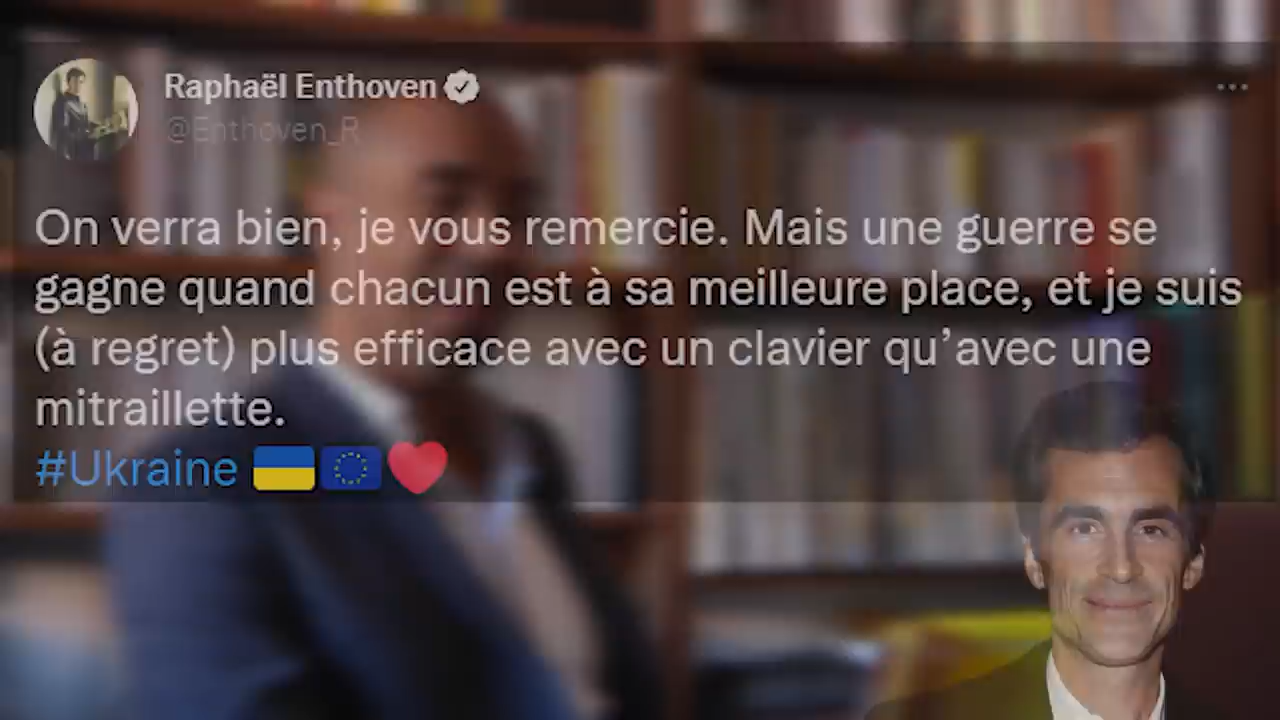 Raphaël Enthoven
@Enthoven_R
On verra bien, je vous remercie. Mais une guerre se
gagne quand chacun est à sa meilleure place, et je suis
(à regret) plus efficace avec un clavier qu’avec une
mitraillette.
#Ukraine 🇺🇦🇪🇺❤️